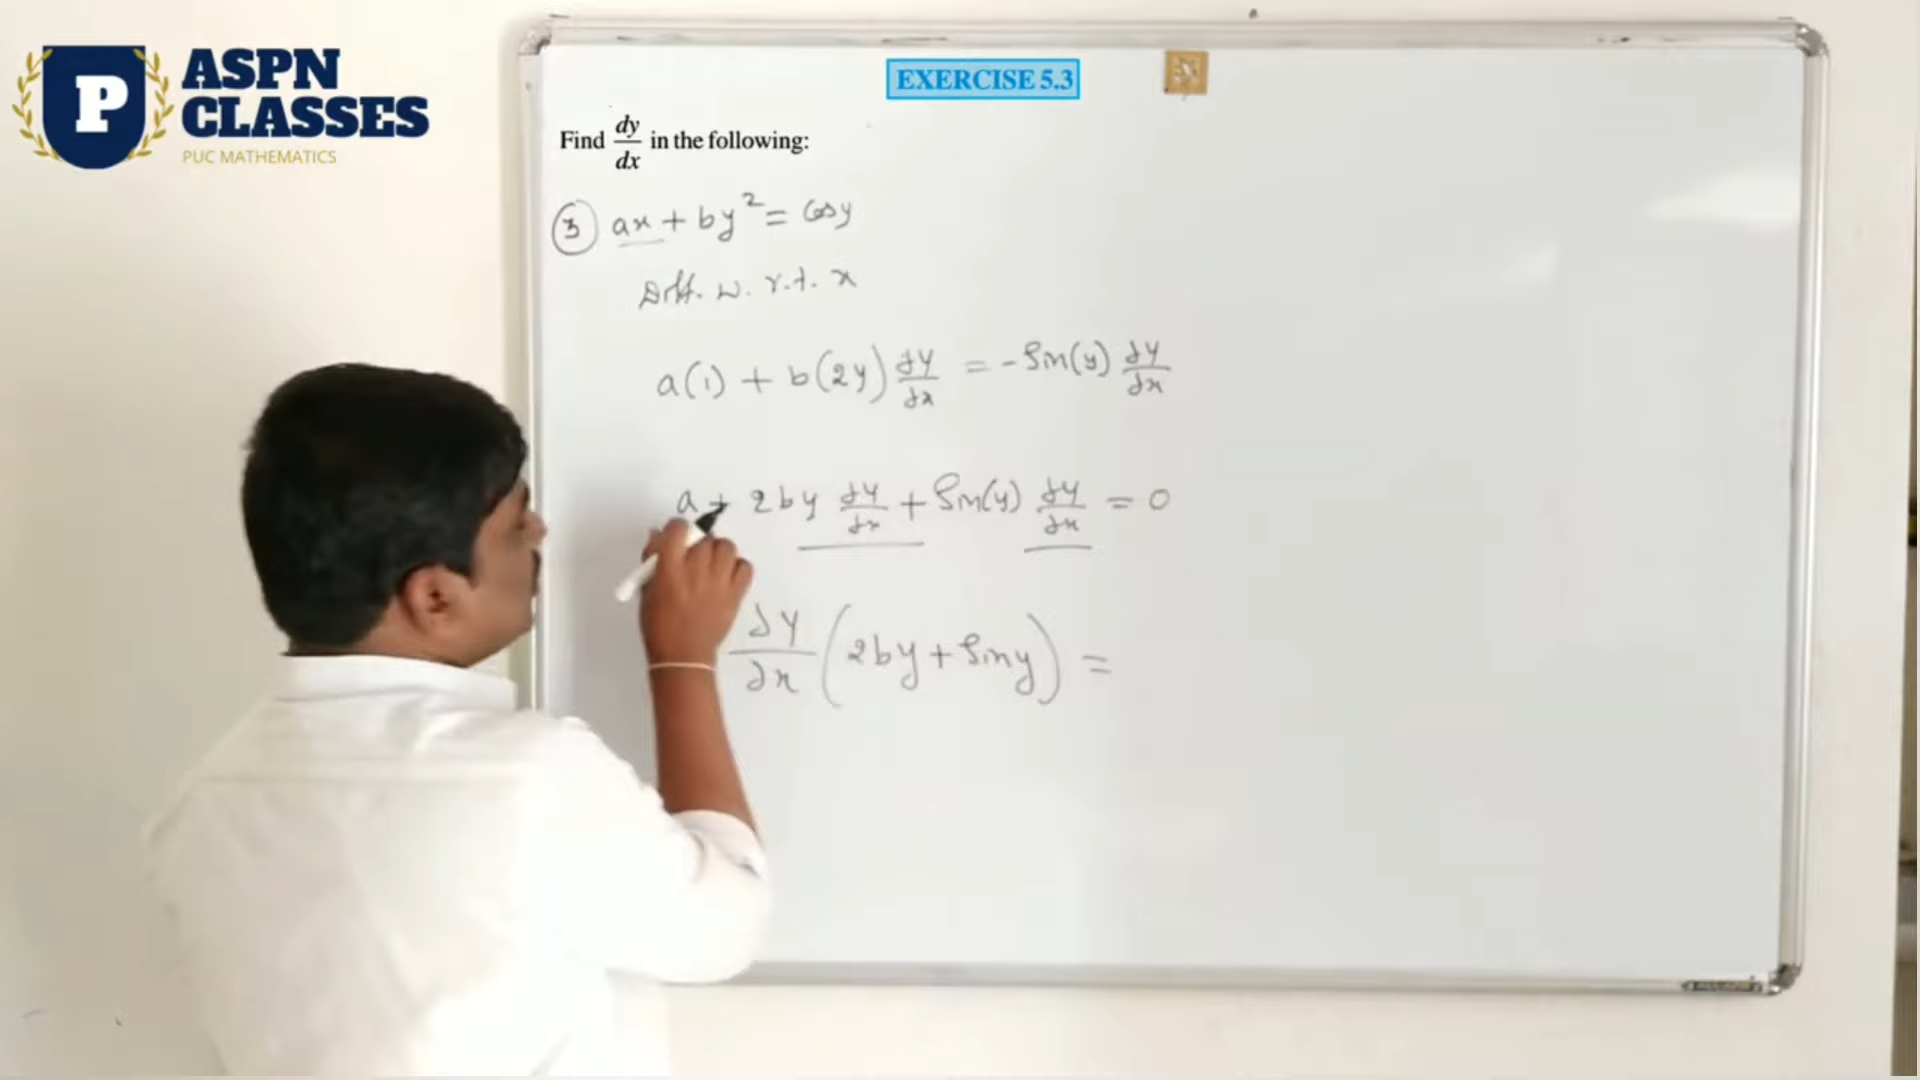 ASPN
CLASSES
PUC MATHEMATICS
P
EXERCISE 5.3
Find dy/dx in the following:
3 ax + by² = cos y
Diff. w. r. t. x
a(1) + b(2y) dy/dx = -Sin(y) dy/dx
a + 2by dy/dx + Sin(y) dy/dx = 0
dy/dx (2by + Siny) =